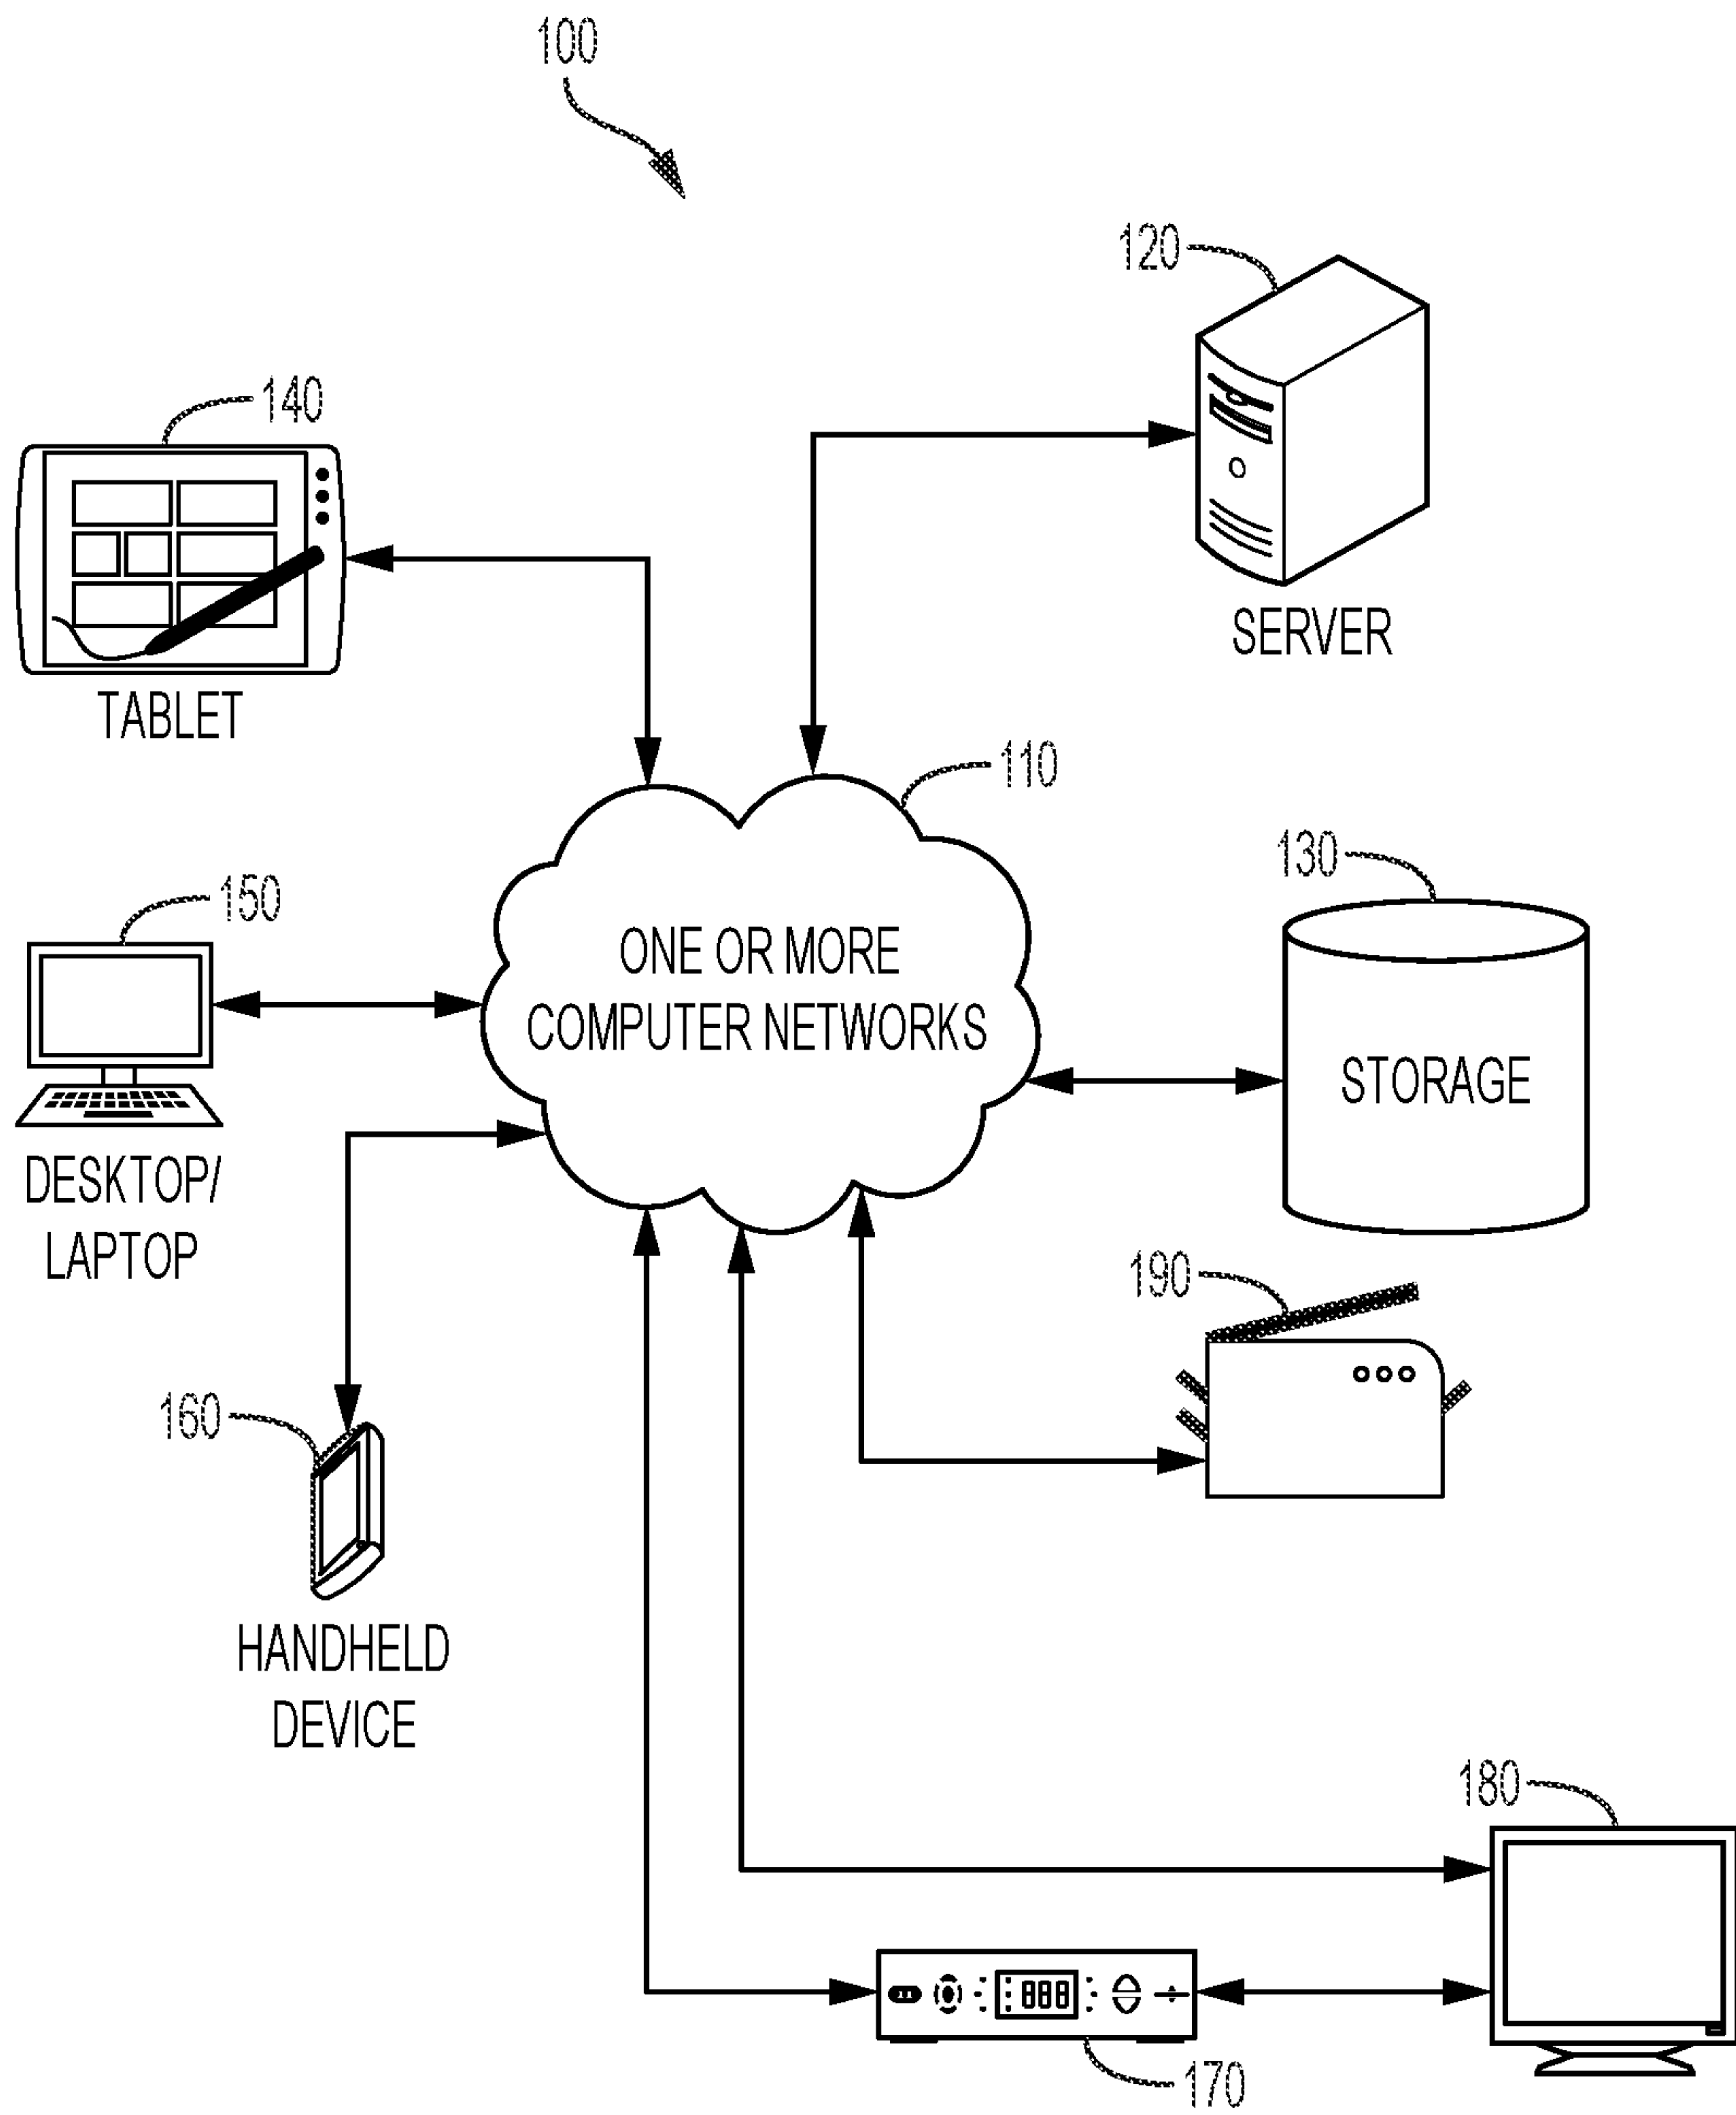 100
120
SERVER
140
TABLET
110
ONE OR MORE
COMPUTER NETWORKS
130
STORAGE
150
DESKTOP/
LAPTOP
190
160
HANDHELD
DEVICE
180
888
170